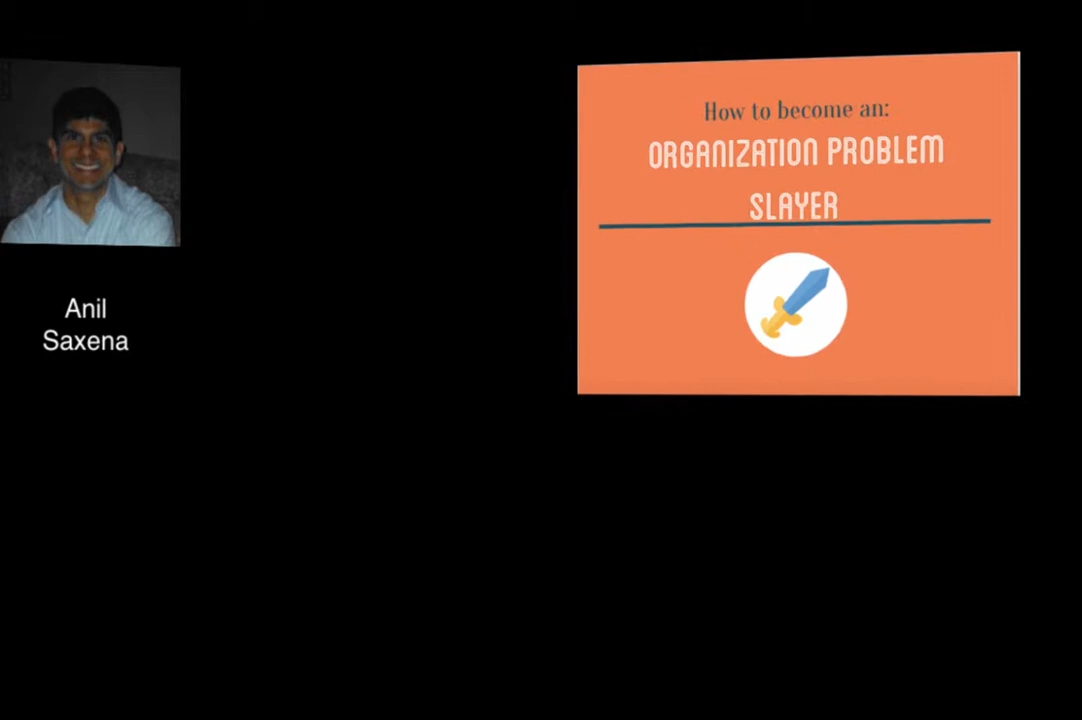 Anil
Saxena
How to become an:
ORGANIZATION PROBLEM
SLAYER